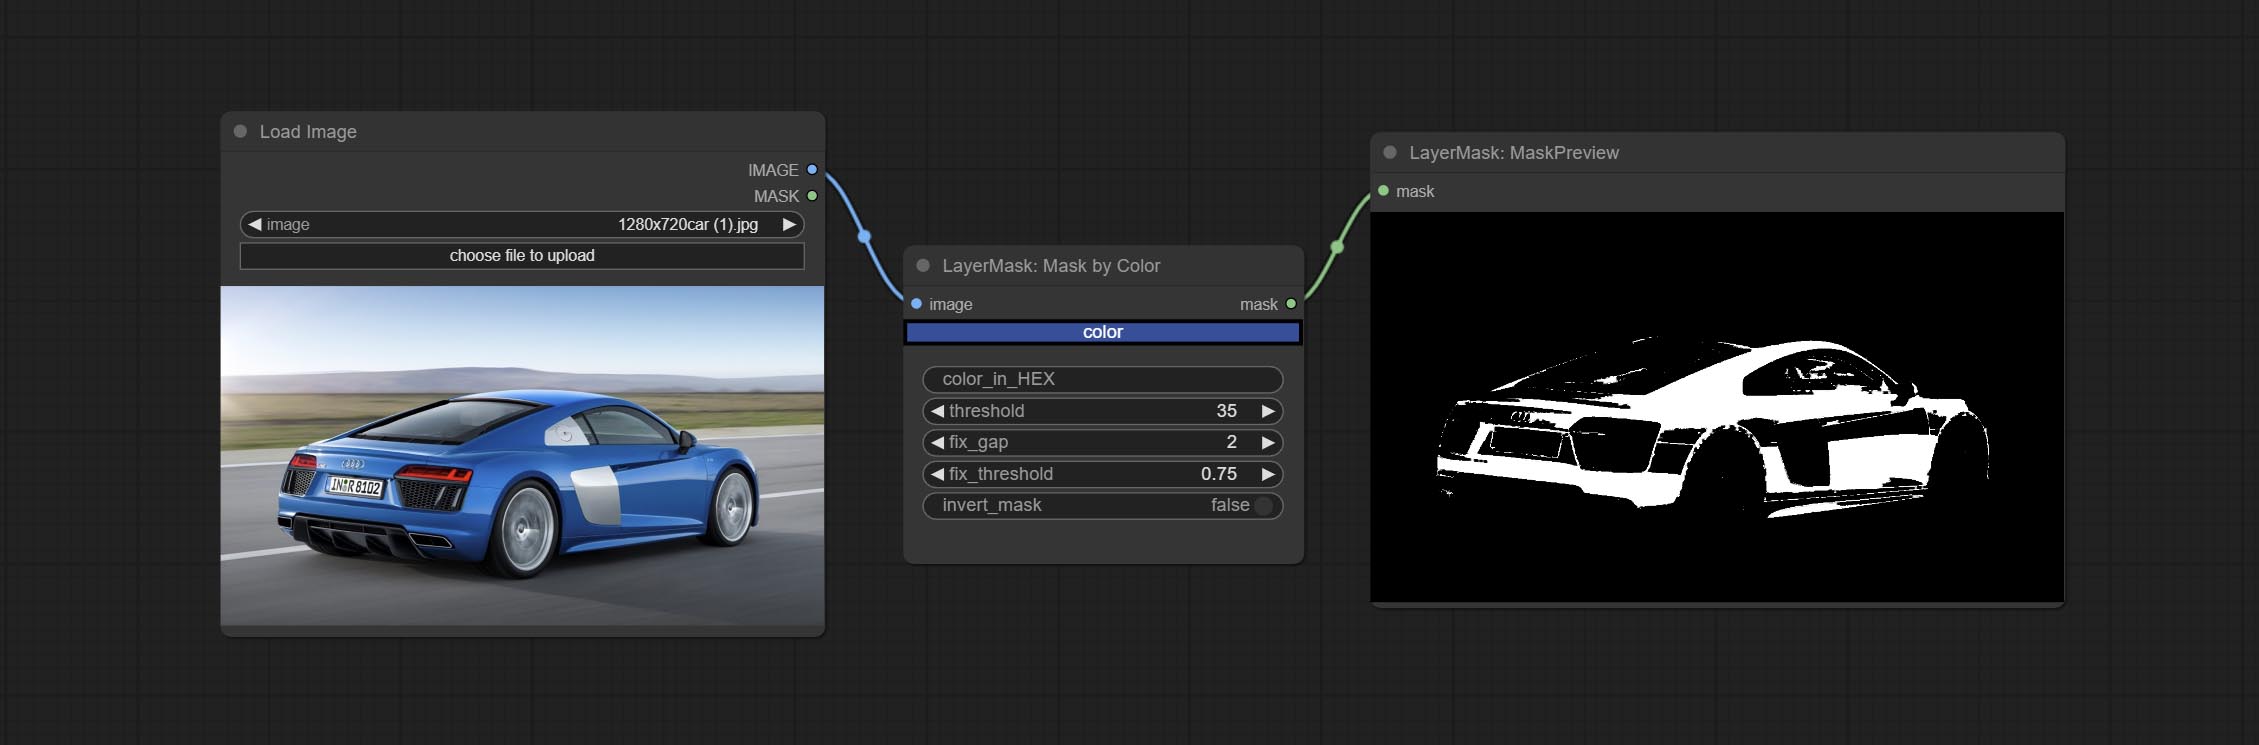 Load Image
IMAGE
MASK
image 1280x720car (1).jpg
choose file to upload
IN R 8102
LayerMask: Mask by Color
image mask
color
color_in_HEX
threshold 35
fix_gap 2
fix_threshold 0.75
invert_mask false
LayerMask: MaskPreview
mask